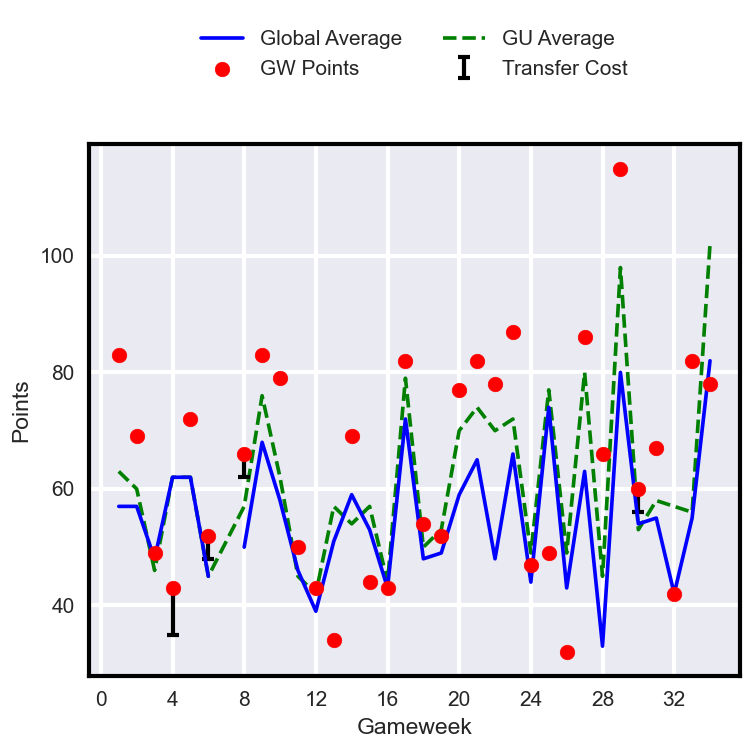 Global Average GU Average
GW Points Transfer Cost
100
80
60
40
Points
0 4 8 12 16 20 24 28 32
Gameweek